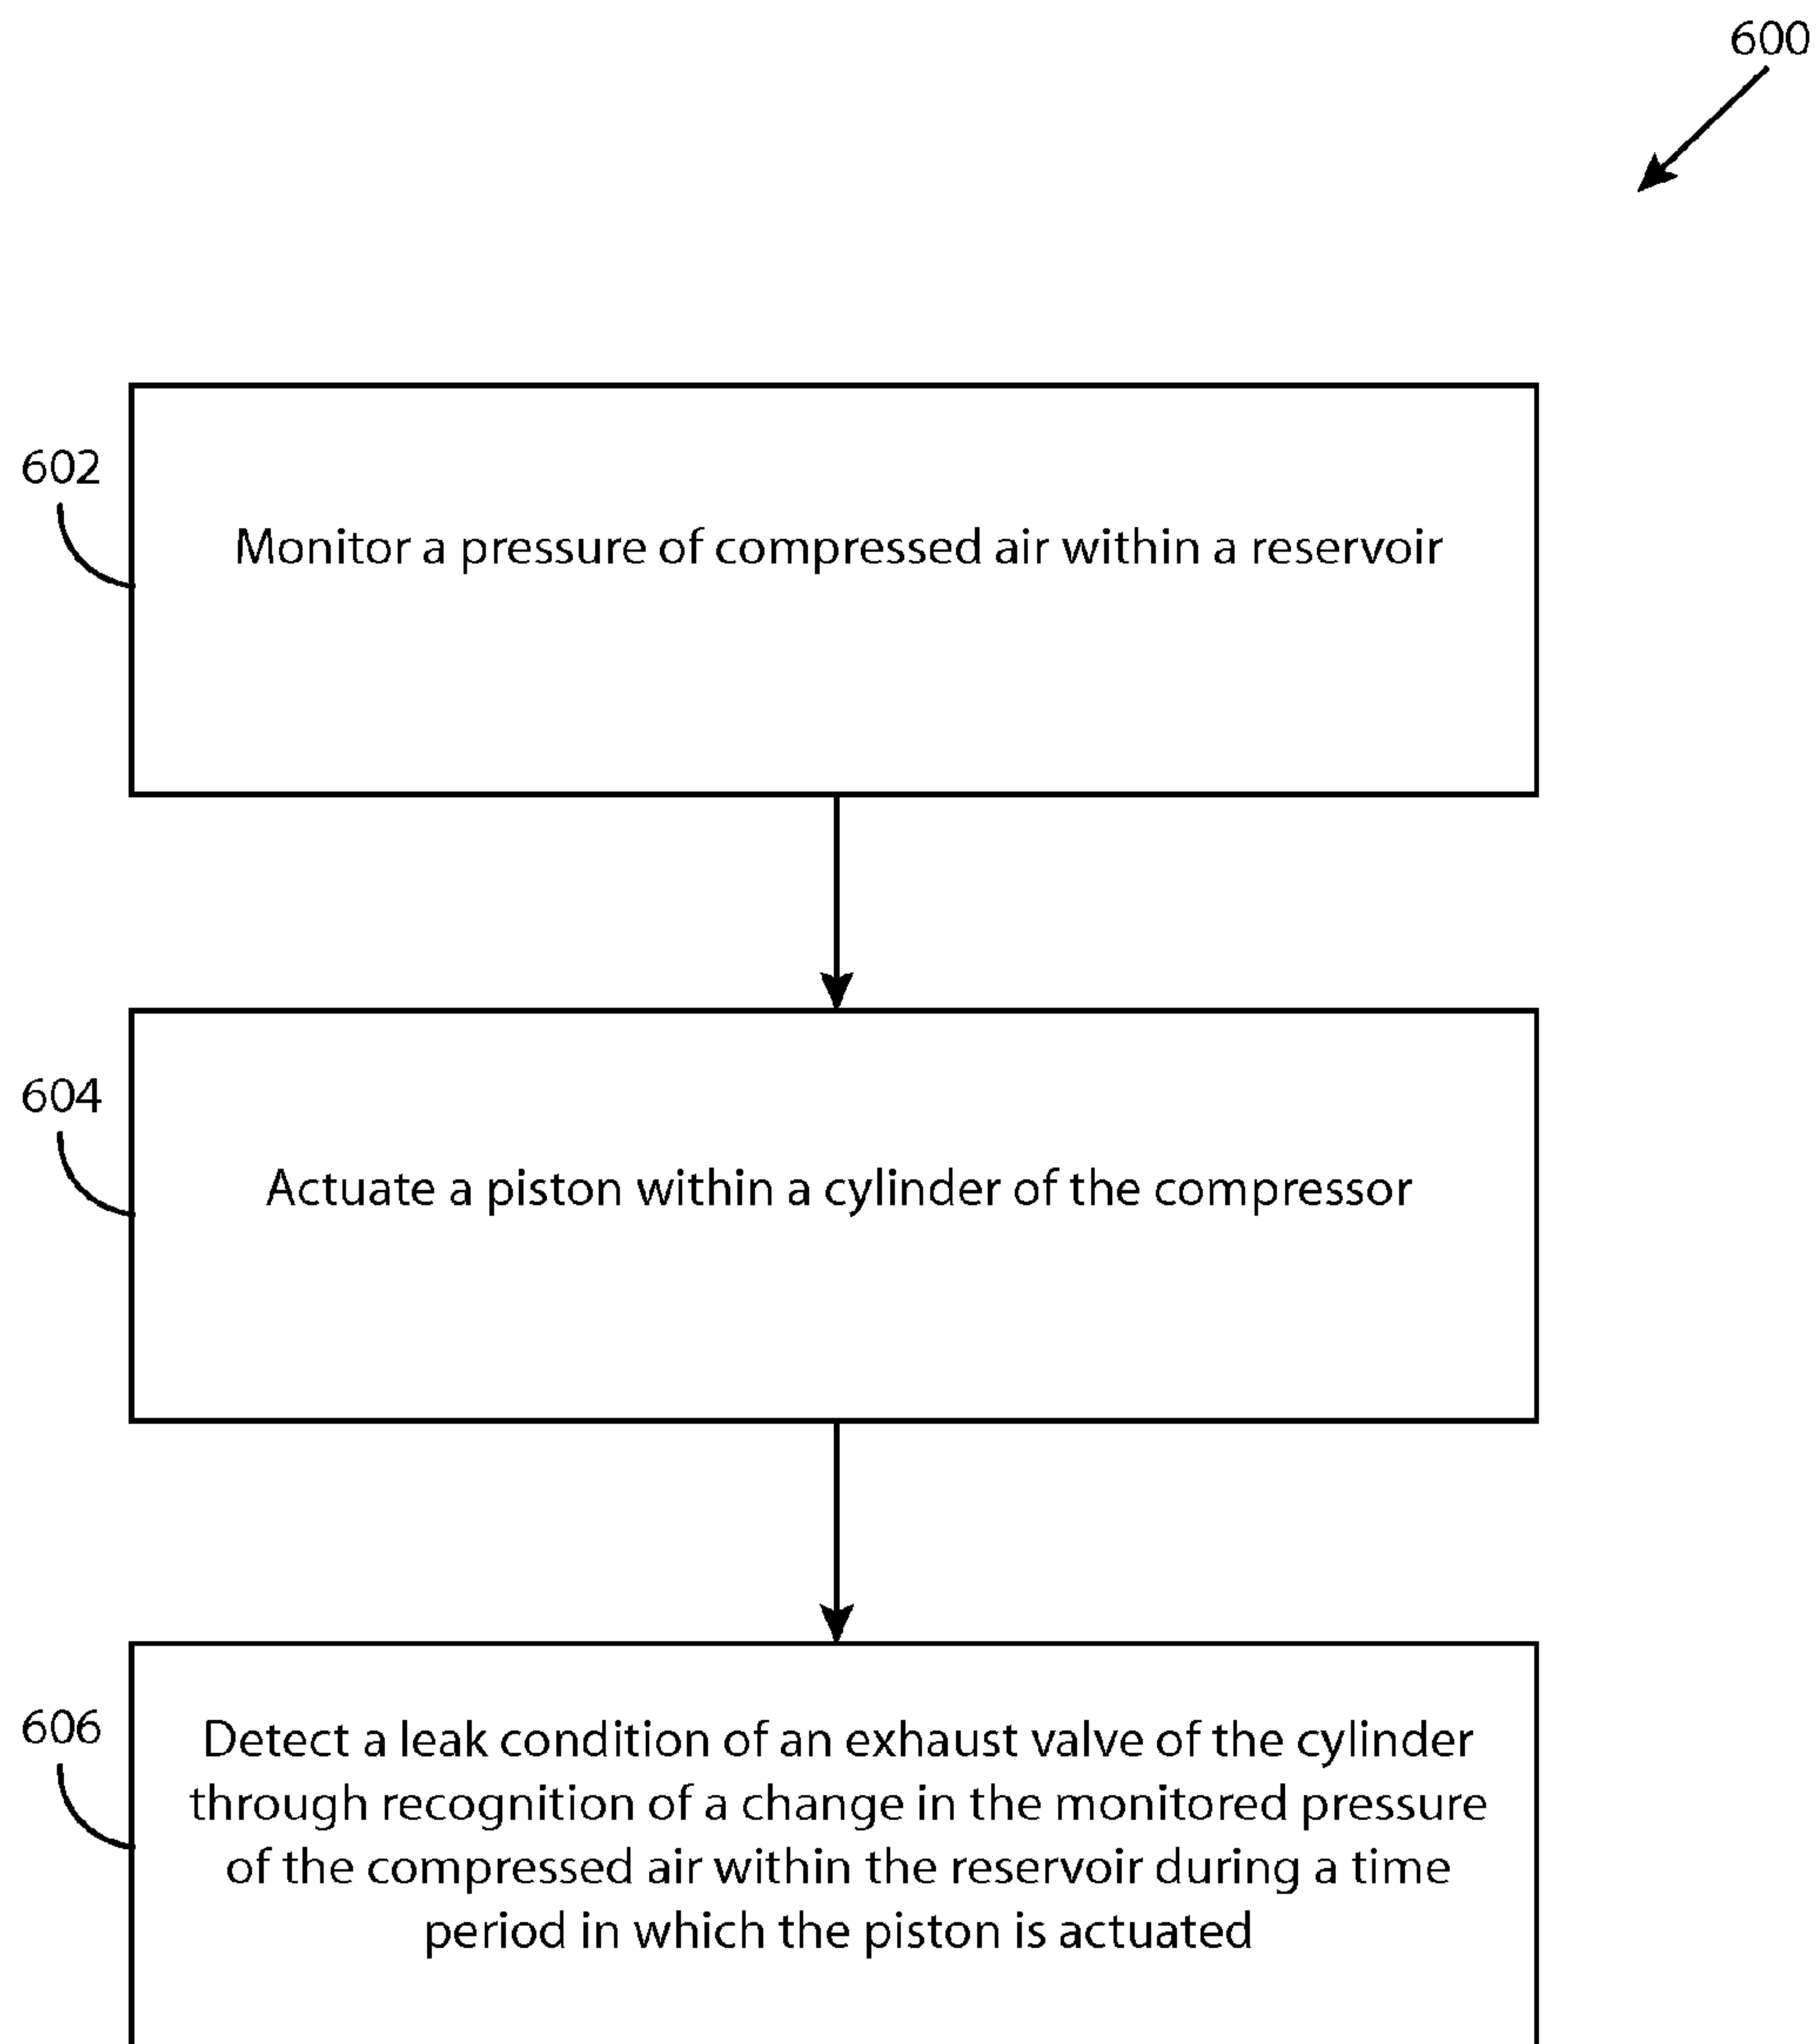 600
602
Monitor a pressure of compressed air within a reservoir
604
Actuate a piston within a cylinder of the compressor
606
Detect a leak condition of an exhaust valve of the cylinder
through recognition of a change in the monitored pressure
of the compressed air within the reservoir during a time
period in which the piston is actuated